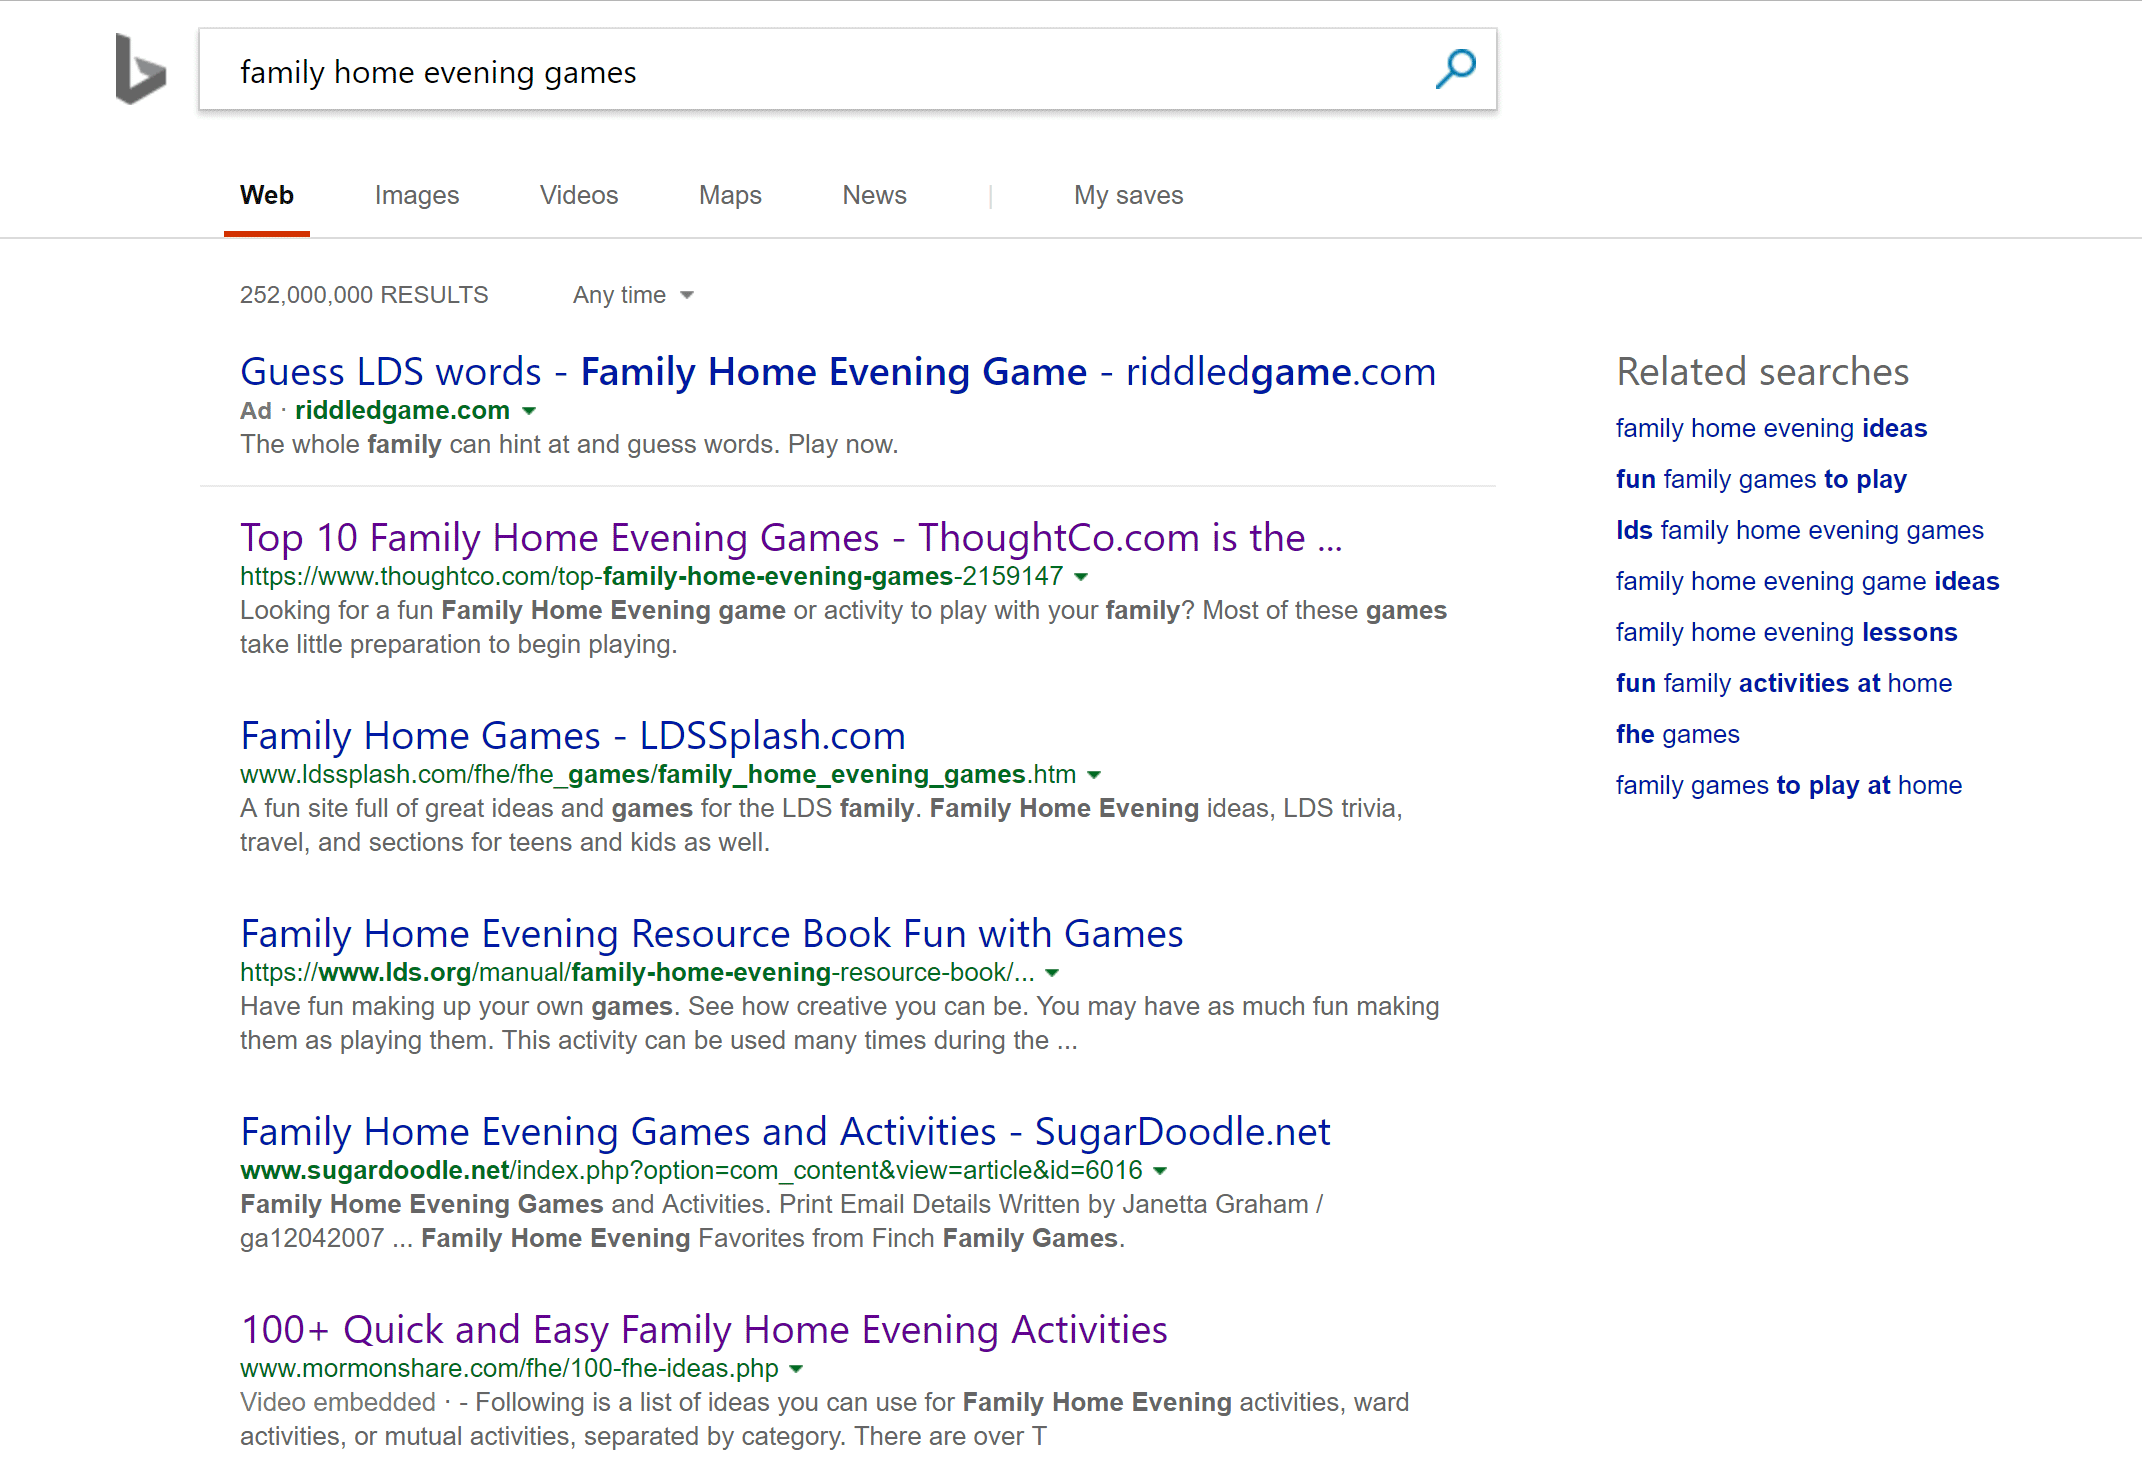 family home evening games
Web Images Videos Maps News | My saves
252,000,000 RESULTS Any time
Guess LDS words - Family Home Evening Game - riddledgame.com
Ad · riddledgame.com
The whole family can hint at and guess words. Play now.
Top 10 Family Home Evening Games - ThoughtCo.com is the ...
https://www.thoughtco.com/top-family-home-evening-games-2159147
Looking for a fun Family Home Evening game or activity to play with your family? Most of these games
take little preparation to begin playing.
Family Home Games - LDSSplash.com
www.ldssplash.com/fhe/fhe_games/family_home_evening_games.htm
A fun site full of great ideas and games for the LDS family. Family Home Evening ideas, LDS trivia,
travel, and sections for teens and kids as well.
Family Home Evening Resource Book Fun with Games
https://www.lds.org/manual/family-home-evening-resource-book/...
Have fun making up your own games. See how creative you can be. You may have as much fun making
them as playing them. This activity can be used many times during the ...
Family Home Evening Games and Activities - SugarDoodle.net
www.sugardoodle.net/index.php?option=com_content&view=article&id=6016
Family Home Evening Games and Activities. Print Email Details Written by Janetta Graham /
ga12042007 ... Family Home Evening Favorites from Finch Family Games.
100+ Quick and Easy Family Home Evening Activities
www.mormonshare.com/fhe/100-fhe-ideas.php
Video embedded · - Following is a list of ideas you can use for Family Home Evening activities, ward
activities, or mutual activities, separated by category. There are over T
Related searches
family home evening ideas
fun family games to play
lds family home evening games
family home evening game ideas
family home evening lessons
fun family activities at home
fhe games
family games to play at home